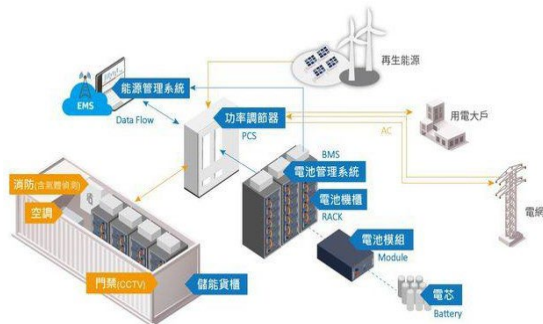 再生能源
能源管理系統
EMS
Data Flow
功率調節器
PCS
用電大戶
AC
BMS
電池管理系統
消防(含氣體偵測)
電池機櫃
RACK
空調
電網
電池模組
Module
門禁(CCTV)
儲能貨櫃
電芯
Battery